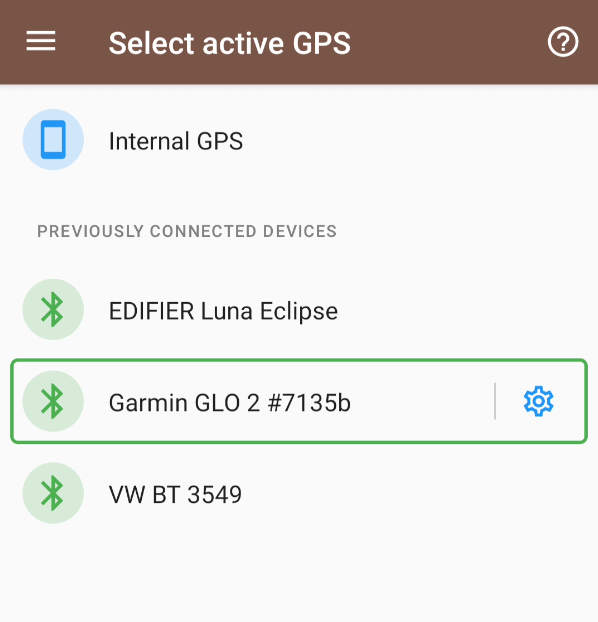 Select active GPS
Internal GPS
PREVIOUSLY CONNECTED DEVICES
EDIFIER Luna Eclipse
Garmin GLO 2 #7135b
VW BT 3549